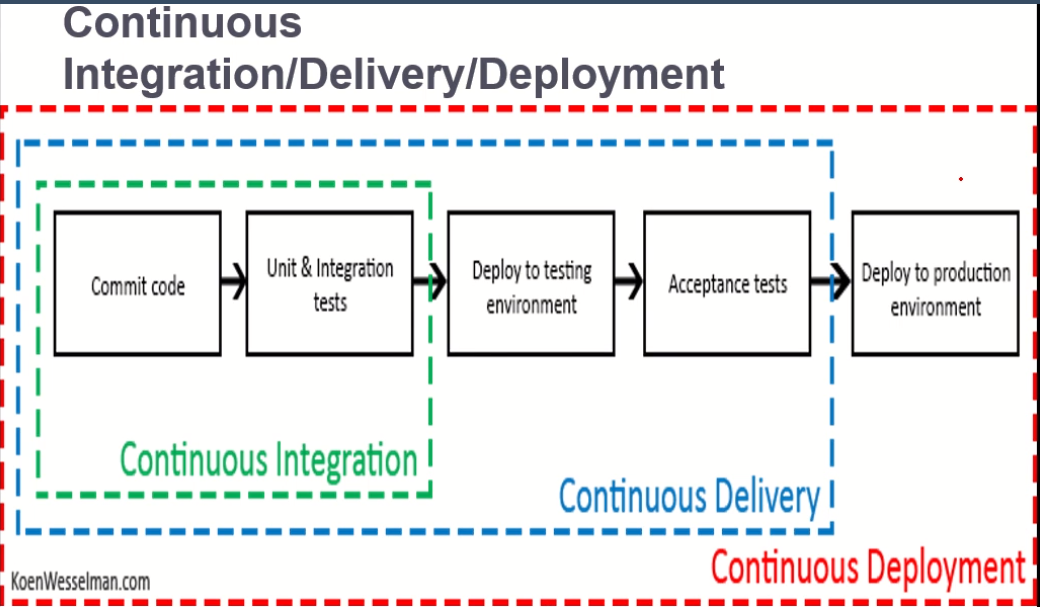 Continuous
Integration/Delivery/Deployment
Commit code
Unit & Integration
tests
Deploy to testing
environment
Acceptance tests
Deploy to production
environment
Continuous Integration
Continuous Delivery
Continuous Deployment
KoenWesselman.com